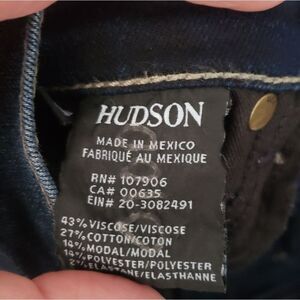 HUDSON
MADE IN MEXICO
FABRIQUÉ AU MEXIQUE
RN# 107906
CA# 00635
EIN# 20-3082491
43% VISCOSE/VISCOSE
27% COTTON/COTON
14% MODAL/MODAL
14% POLYESTER/POLYESTER
2% ELASTANE/ELASTHANNE